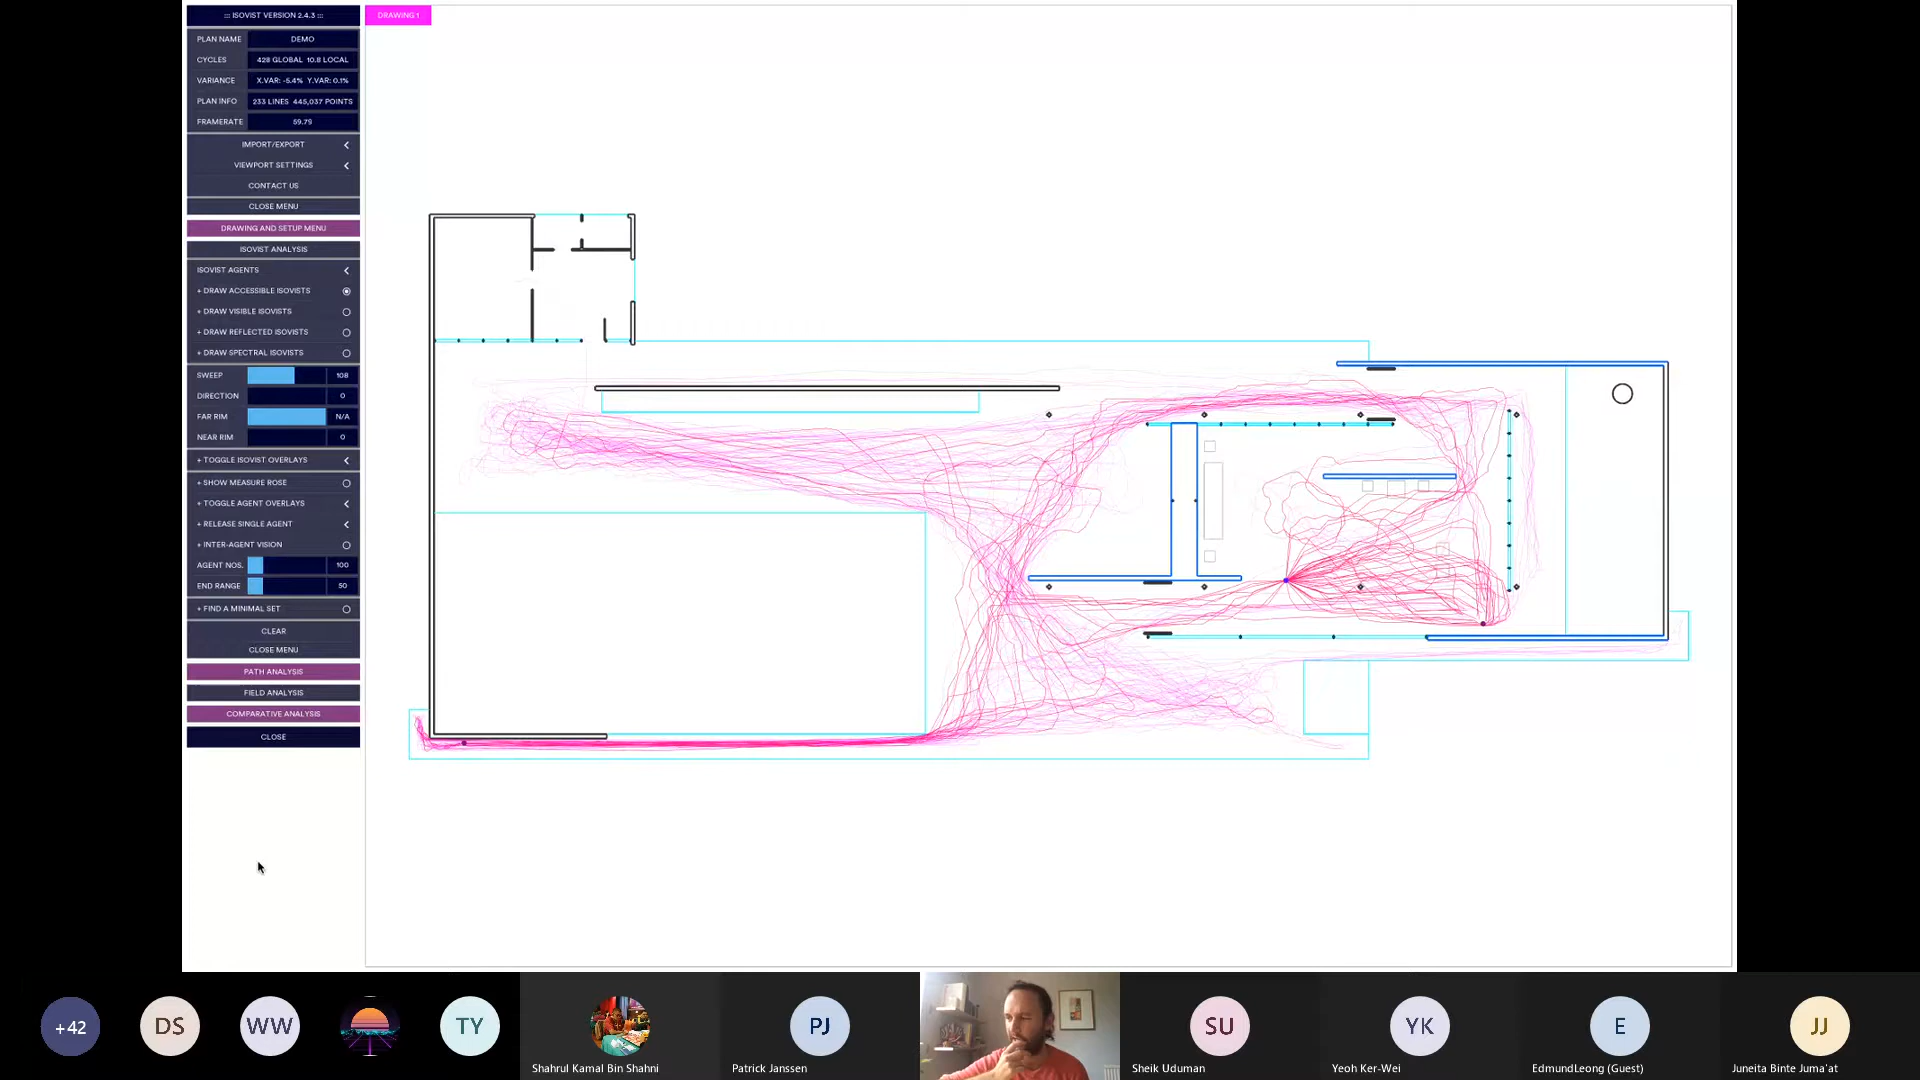 ::: ISOVIST VERSION 2.4.3 :::
DRAWING 1
PLAN NAME DEMO
CYCLES 428 GLOBAL 10.8 LOCAL
VARIANCE X.VAR: -5.4% Y.VAR: 0.1%
PLAN INFO 233 LINES 445,037 POINTS
FRAMERATE 59.79
IMPORT/EXPORT
VIEWPORT SETTINGS
CONTACT US
CLOSE MENU
DRAWING AND SETUP MENU
ISOVIST ANALYSIS
ISOVIST AGENTS
+ DRAW ACCESSIBLE ISOVISTS
+ DRAW VISIBLE ISOVISTS
+ DRAW REFLECTED ISOVISTS
+ DRAW SPECTRAL ISOVISTS
SWEEP 108
DIRECTION 0
FAR RIM N/A
NEAR RIM 0
+ TOGGLE ISOVIST OVERLAYS
+ SHOW MEASURE ROSE
+ TOGGLE AGENT OVERLAYS
+ RELEASE SINGLE AGENT
+ INTER-AGENT VISION
AGENT NOS. 100
END RANGE 50
+ FIND A MINIMAL SET
CLEAR
CLOSE MENU
PATH ANALYSIS
FIELD ANALYSIS
COMPARATIVE ANALYSIS
CLOSE
+42
DS
WW
TY
PJ
SU
YK
E
JJ
Shahrul Kamal Bin Shahni
Patrick Janssen
Sheik Uduman
Yeoh Ker-Wei
EdmundLeong (Guest)
Juneita Binte Juma'at